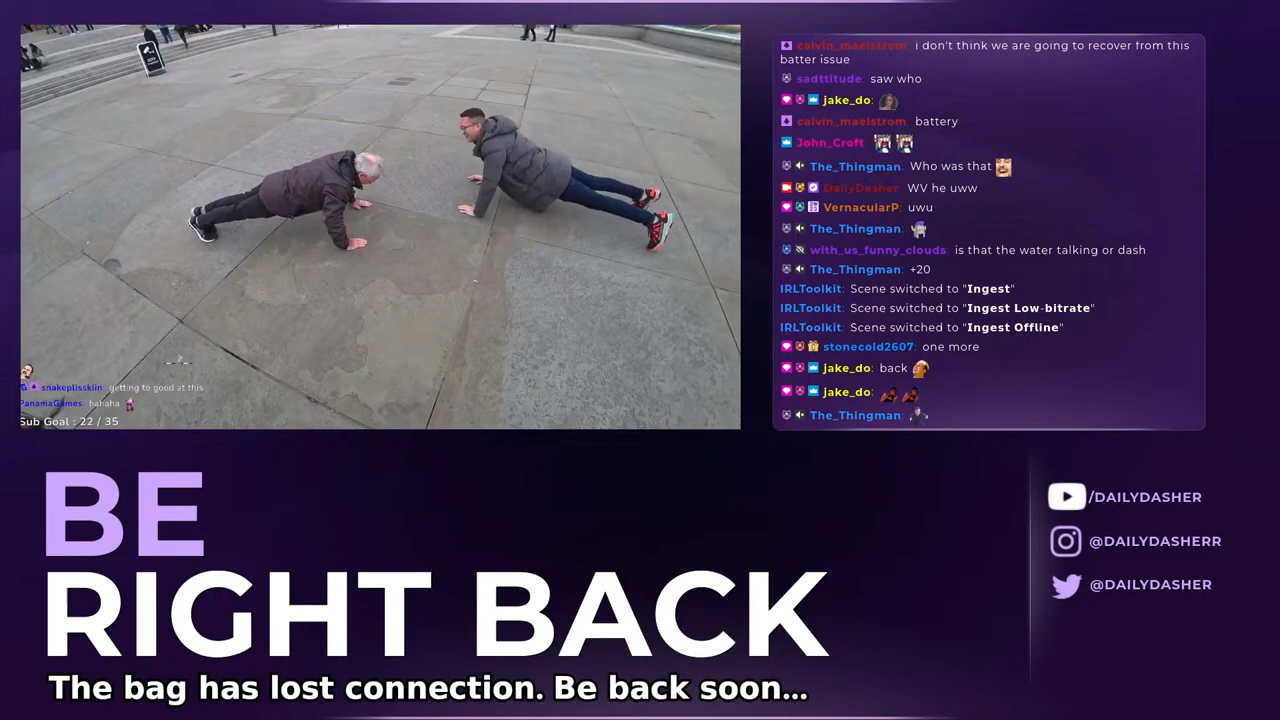 calvin_maelstrom: i don't think we are going to recover from this
batter issue
sadttitude: saw who
jake_do:
calvin_maelstrom: battery
John_Croft
The_Thingman: Who was that
DailyDasher: WV he uww
VernacularP: uwu
The_Thingman:
with_us_funny_clouds: is that the water talking or dash
The_Thingman: +20
IRLToolkit: Scene switched to "Ingest"
IRLToolkit: Scene switched to "Ingest Low-bitrate"
IRLToolkit: Scene switched to "Ingest Offline"
stonecold2607: one more
jake_do: back
jake_do:
The_Thingman:
snakeplisskiin: getting to good at this
PanamaGames: hahaha
Sub Goal : 22 / 35
BE
RIGHT BACK
The bag has lost connection. Be back soon...
/DAILYDASHER
@DAILYDASHERR
@DAILYDASHER